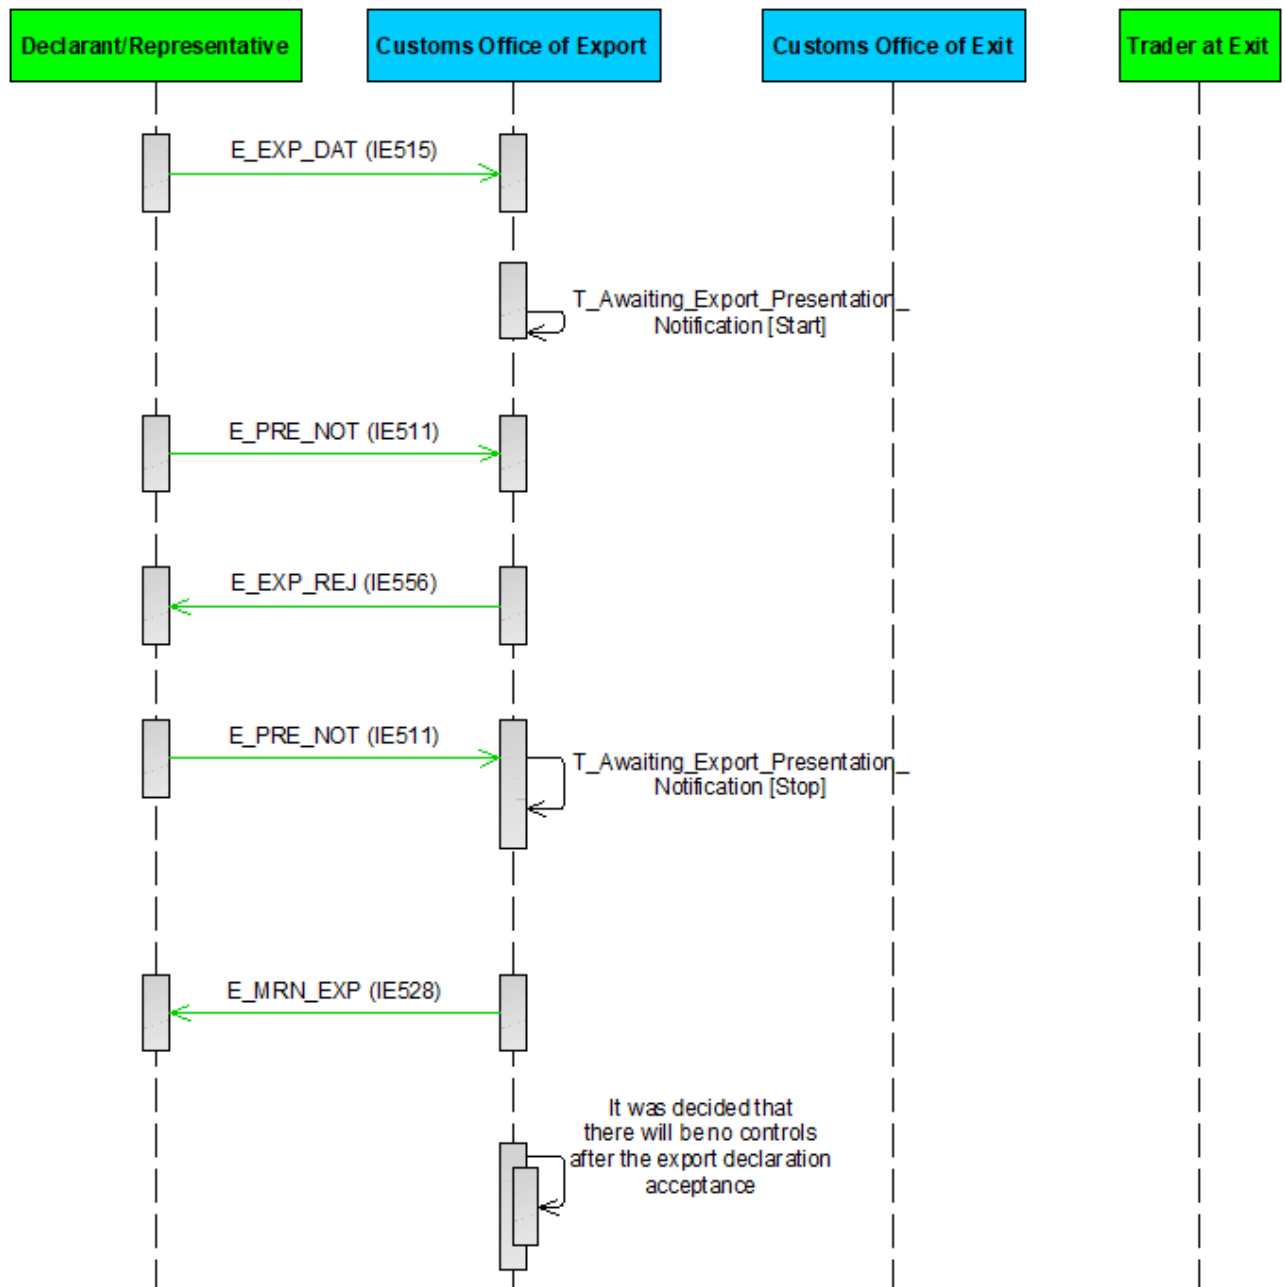 Declarant/Representative
Customs Office of Export
Customs Office of Exit
Trader at Exit
E_EXP_DAT (IE515)
T_Awaiting_Export_Presentation_
Notification [Start]
E_PRE_NOT (IE511)
E_EXP_REJ (IE556)
E_PRE_NOT (IE511)
T_Awaiting_Export_Presentation_
Notification [Stop]
E_MRN_EXP (IE528)
It was decided that
there will be no controls
after the export declaration
acceptance